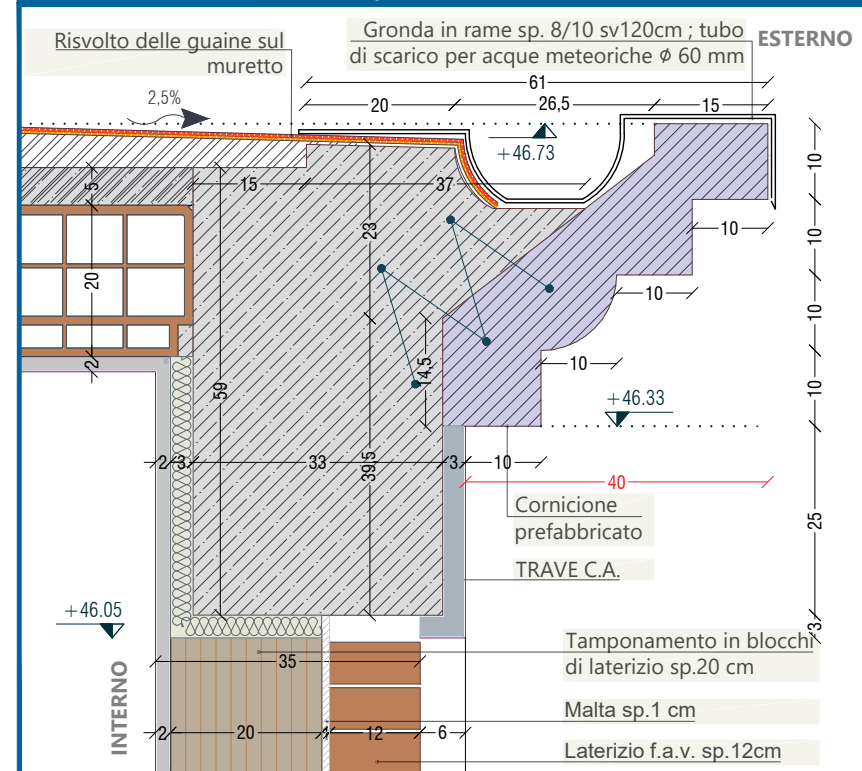 Risvolto delle guaine sul
muretto
Gronda in rame sp. 8/10 sv120cm ; tubo
di scarico per acque meteoriche ϕ 60 mm
ESTERNO
61
20
26,5
15
2,5%
+46.73
10
5
15
37
23
10
10
20
10
10
10
2
14,5
10
59
+46.33
2
3
33
39,5
3
10
40
25
Cornicione
prefabbricato
TRAVE C.A.
+46.05
3
Tamponamento in blocchi
di laterizio sp.20 cm
35
INTERNO
Malta sp.1 cm
2
20
1
12
6
Laterizio f.a.v. sp.12cm